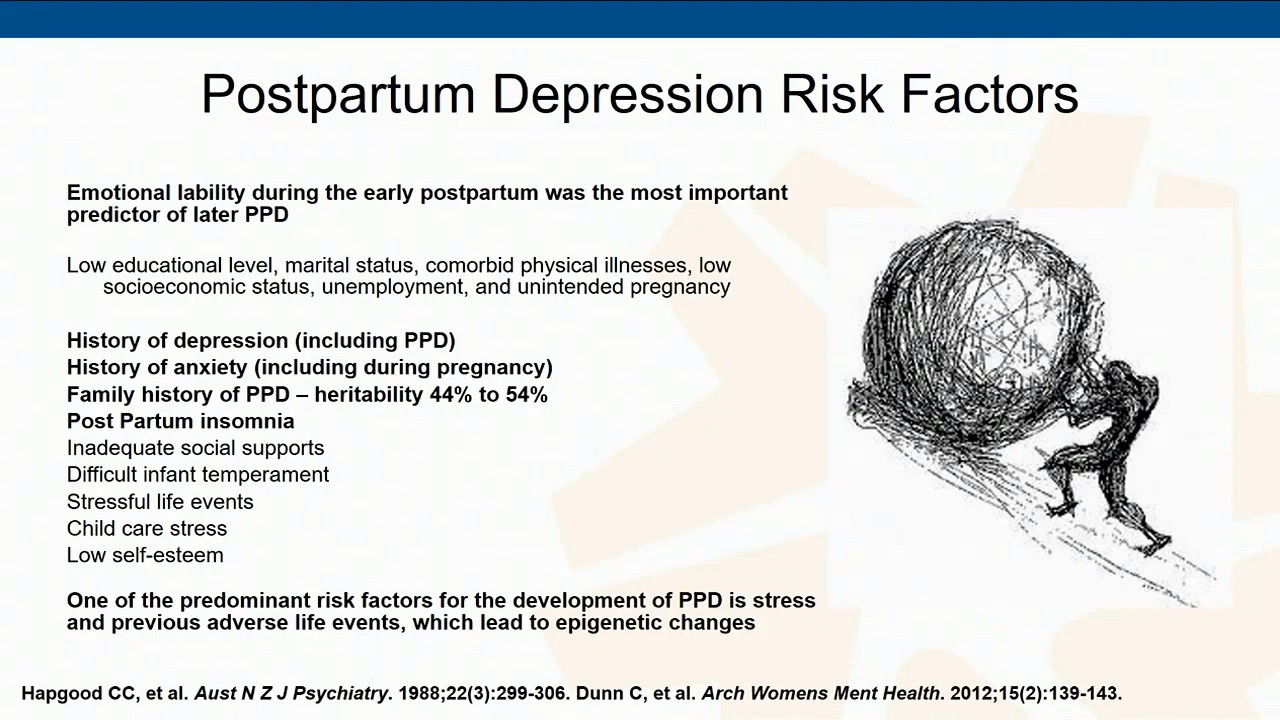 Postpartum Depression Risk Factors
Emotional lability during the early postpartum was the most important
predictor of later PPD
Low educational level, marital status, comorbid physical illnesses, low
socioeconomic status, unemployment, and unintended pregnancy
History of depression (including PPD)
History of anxiety (including during pregnancy)
Family history of PPD – heritability 44% to 54%
Post Partum insomnia
Inadequate social supports
Difficult infant temperament
Stressful life events
Child care stress
Low self-esteem
One of the predominant risk factors for the development of PPD is stress
and previous adverse life events, which lead to epigenetic changes
Hapgood CC, et al. Aust N Z J Psychiatry. 1988;22(3):299-306. Dunn C, et al. Arch Womens Ment Health. 2012;15(2):139-143.